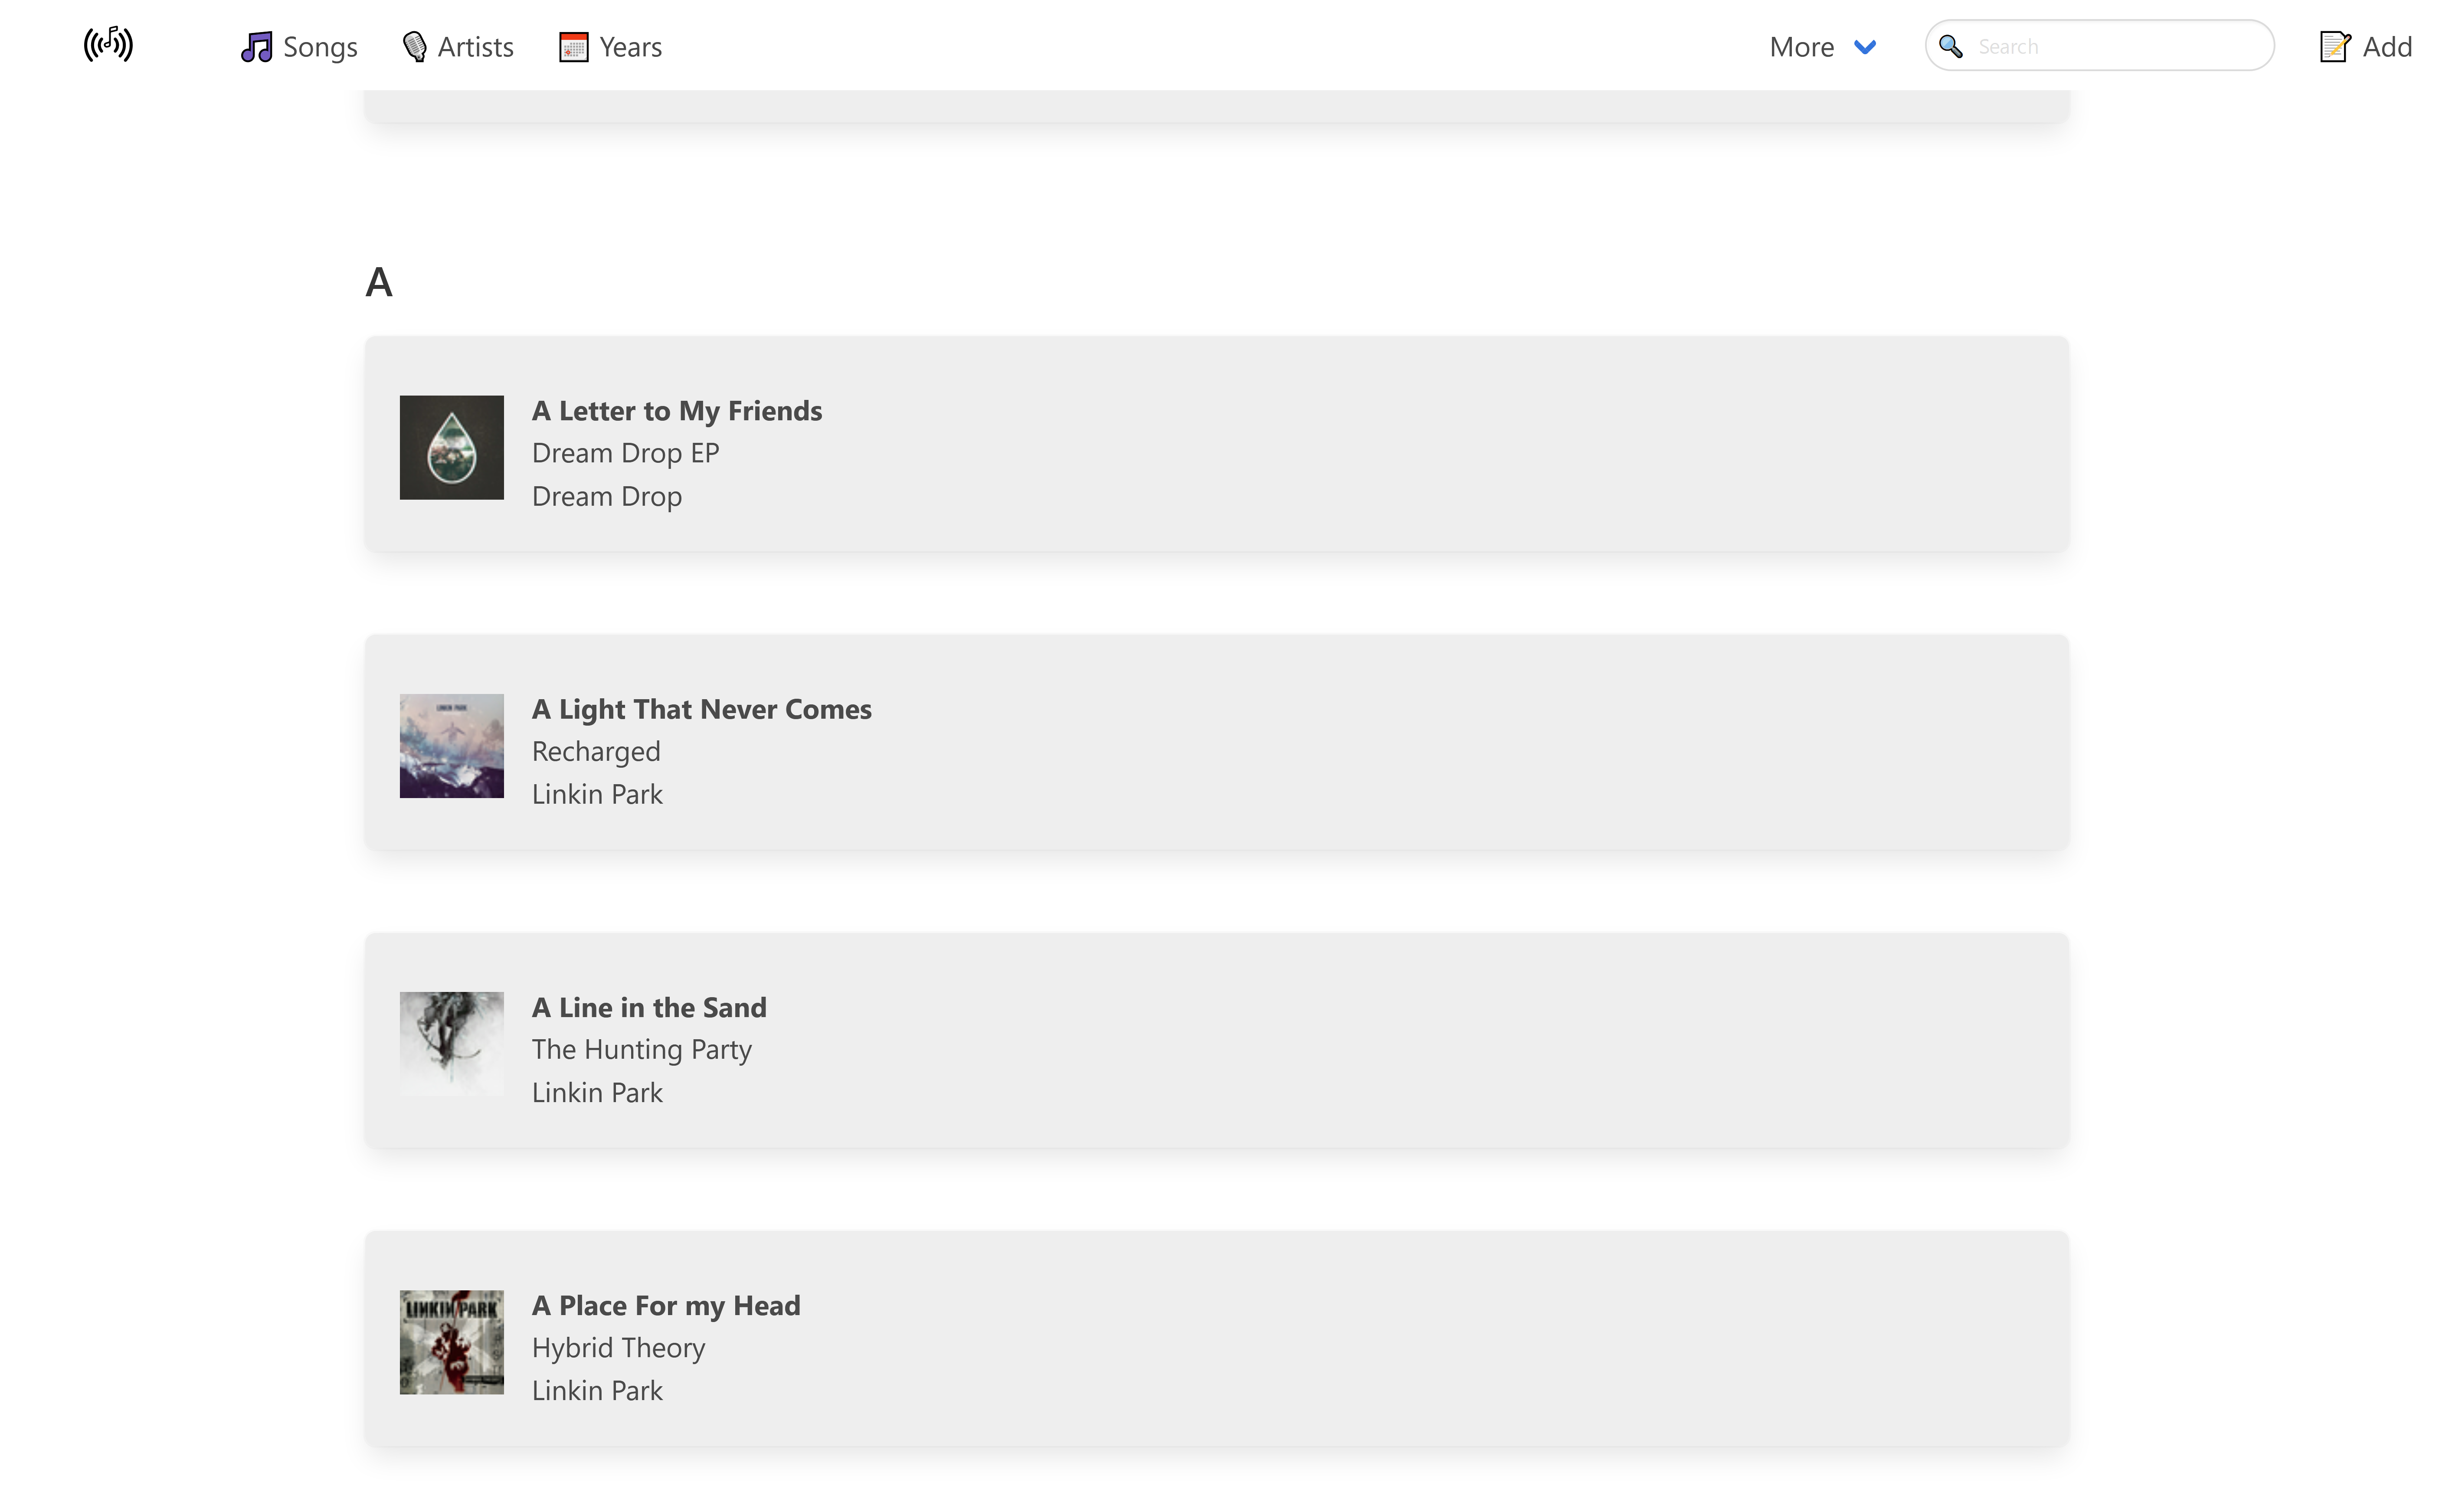 Songs
Artists
Years
More
Search
Add
A
A Letter to My Friends
Dream Drop EP
Dream Drop
LINKIN PARK
A Light That Never Comes
Recharged
Linkin Park
A Line in the Sand
The Hunting Party
Linkin Park
LINKIN PARK
A Place For my Head
Hybrid Theory
Linkin Park